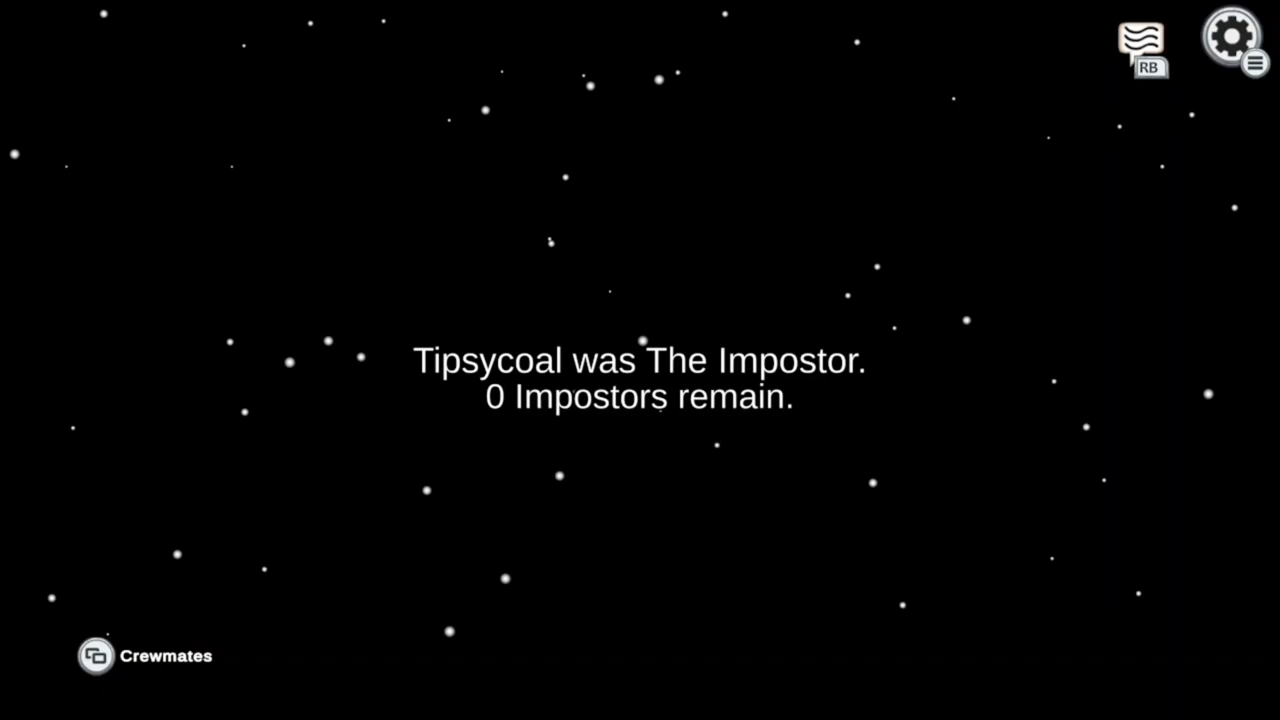 RB
Tipsycoal was The Impostor.
0 Impostors remain.
Crewmates